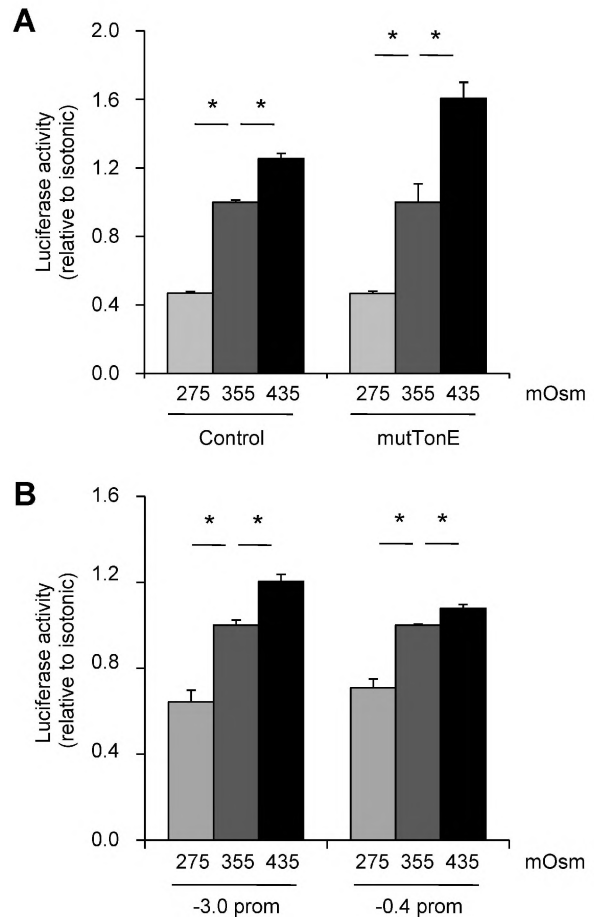 A
2.0
* *
* *
1.6
1.2
0.8
0.4
0.0
Luciferase activity
(relative to isotonic)
275 355 435 275 355 435 mOsm
Control mutTonE
B
1.6
* *
* *
1.2
0.8
0.4
0.0
Luciferase activity
(relative to isotonic)
275 355 435 275 355 435 mOsm
-3.0 prom -0.4 prom